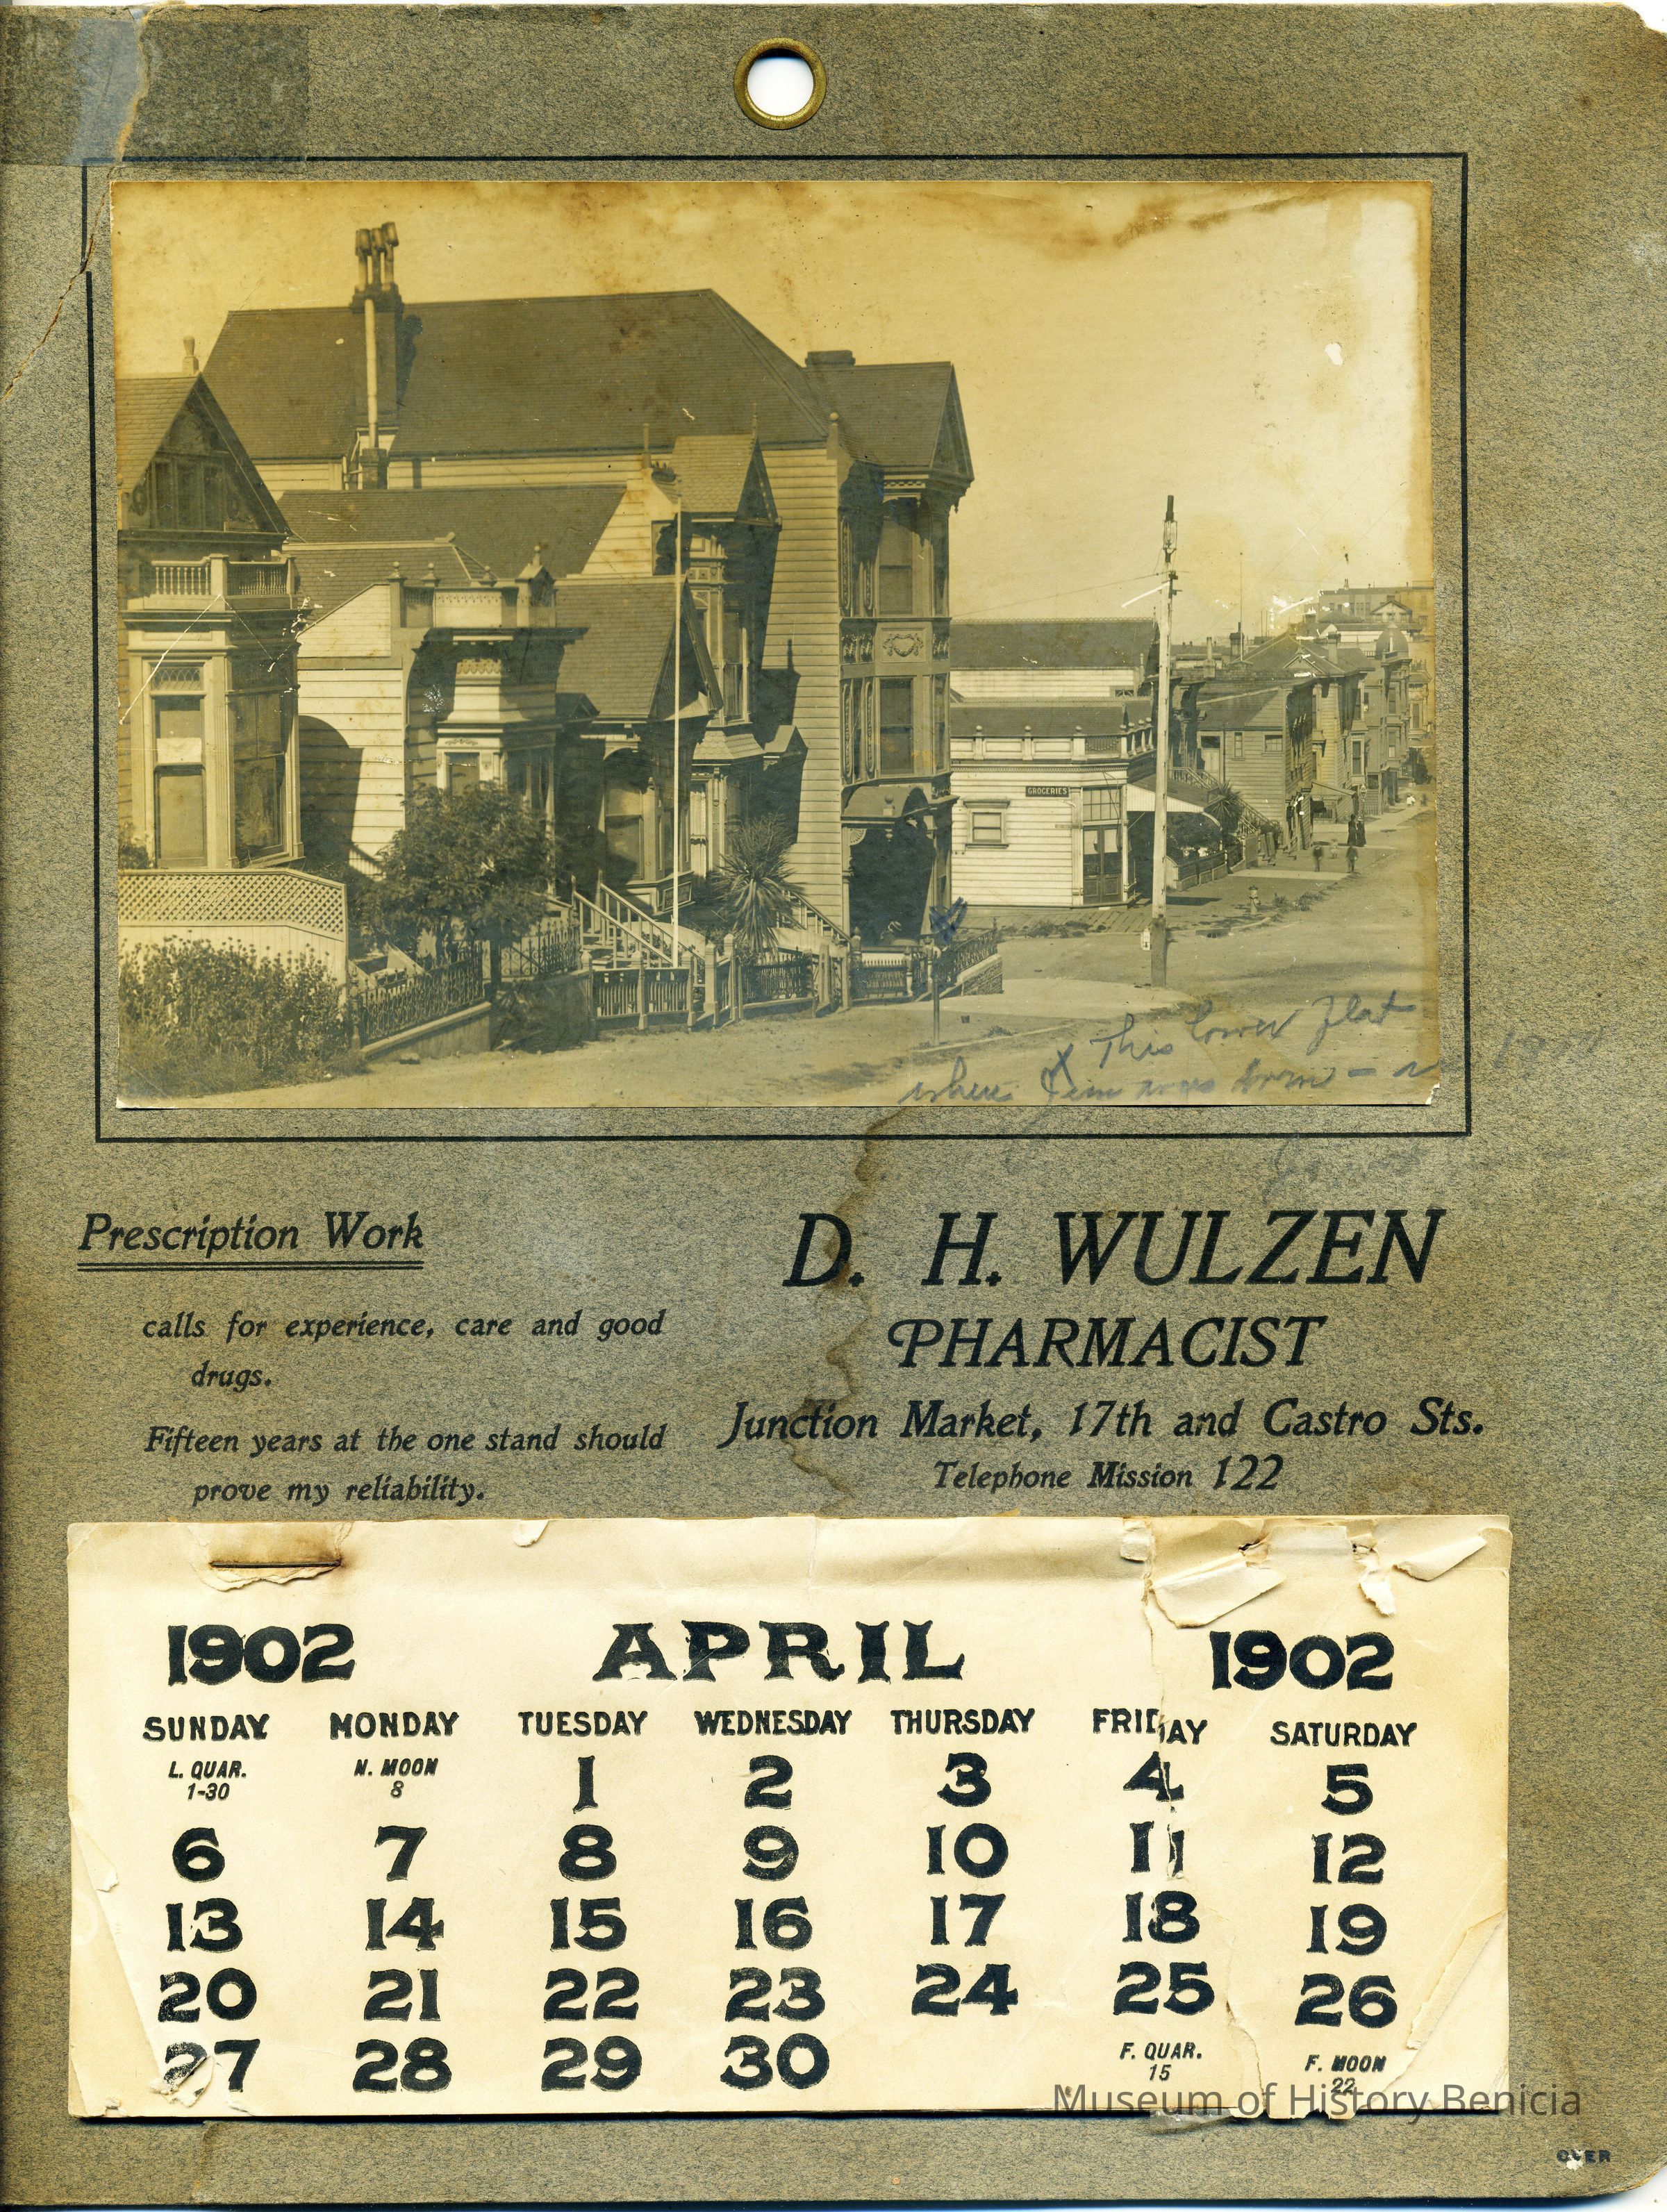 GROCERIES
This lower flat
where Jim was born -
Prescription Work
calls for experience, care and good
drugs.
Fifteen years at the one stand should
prove my reliability.
D. H. WULZEN
PHARMACIST
Junction Market, 17th and Castro Sts.
Telephone Mission 122
1902 APRIL 1902
SUNDAY MONDAY TUESDAY WEDNESDAY THURSDAY FRIDAY SATURDAY
L. QUAR. 1-30 N. MOON 8 1 2 3 4 5
6 7 8 9 10 11 12
13 14 15 16 17 18 19
20 21 22 23 24 25 26
27 28 29 30 F. QUAR. 15 F. MOON 22
Museum of History Benicia
OVER